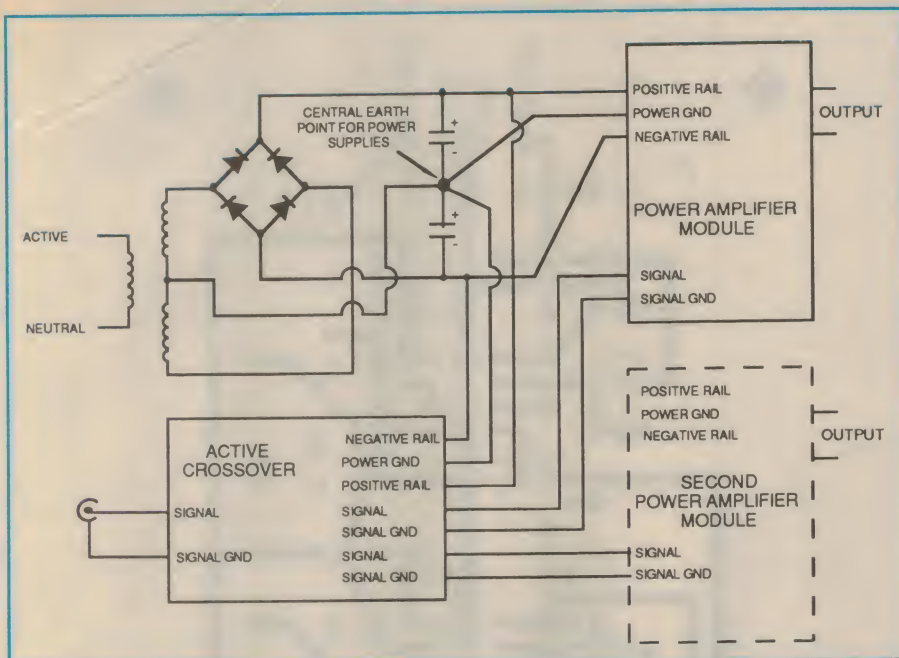 CENTRAL EARTH
POINT FOR POWER
SUPPLIES
+
-
+
-
ACTIVE
NEUTRAL
POSITIVE RAIL
POWER GND
NEGATIVE RAIL
OUTPUT
POWER AMPLIFIER
MODULE
SIGNAL
SIGNAL GND
ACTIVE
CROSSOVER
NEGATIVE RAIL
POWER GND
POSITIVE RAIL
SIGNAL
SIGNAL GND
SIGNAL
SIGNAL GND
SIGNAL
SIGNAL GND
POSITIVE RAIL
POWER GND
NEGATIVE RAIL
OUTPUT
SECOND
POWER AMPLIFIER
MODULE
SIGNAL
SIGNAL GND